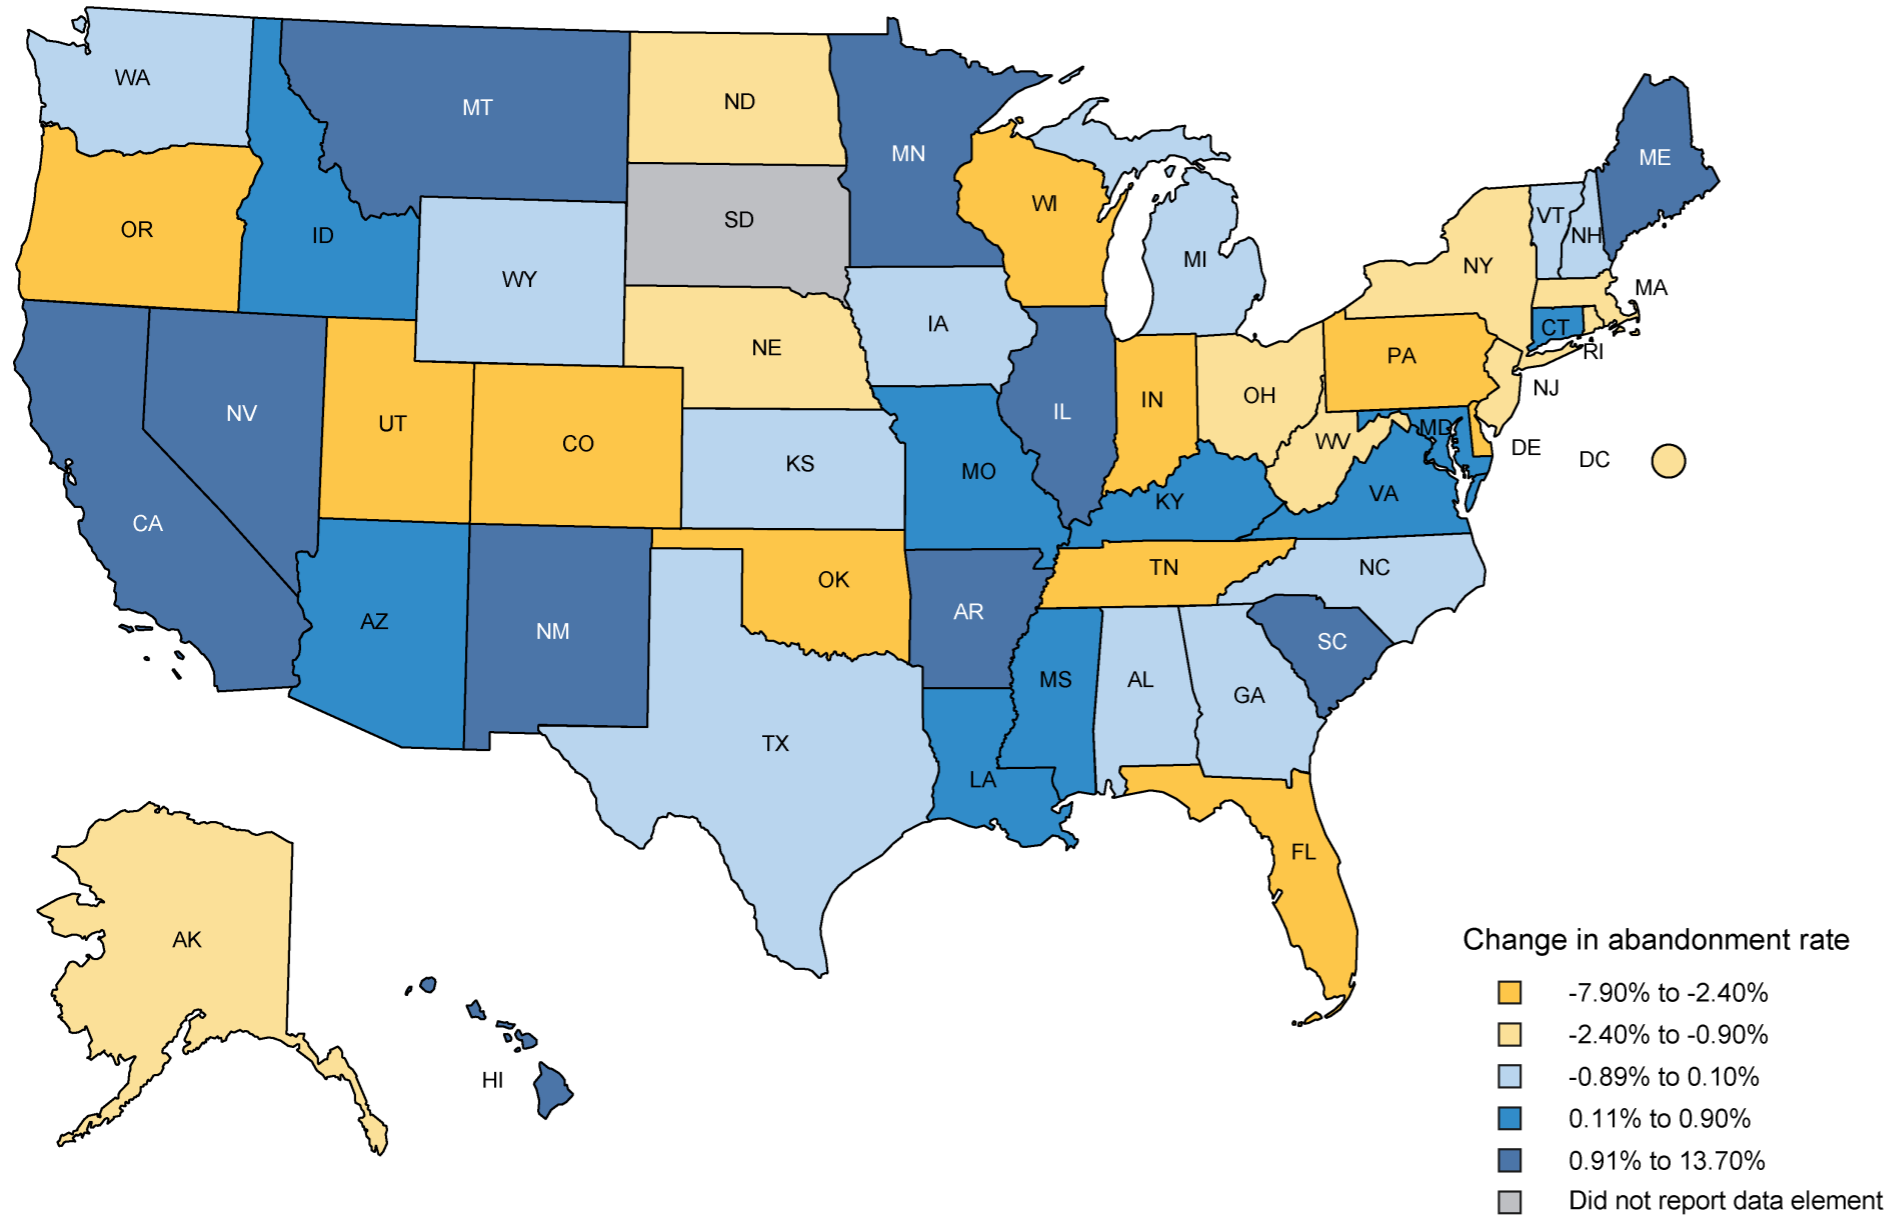 WA
MT
ND
MN
ME
OR
ID
SD
WI
VT
NH
WY
MI
NY
MA
IA
CT
NE
RI
PA
NJ
NV
UT
CO
IL
IN
OH
MD
WV
DE
DC
KS
MO
CA
KY
VA
OK
TN
NC
AZ
NM
AR
SC
MS
AL
GA
TX
LA
FL
AK
HI
Change in abandonment rate
-7.90% to -2.40%
-2.40% to -0.90%
-0.89% to 0.10%
0.11% to 0.90%
0.91% to 13.70%
Did not report data element